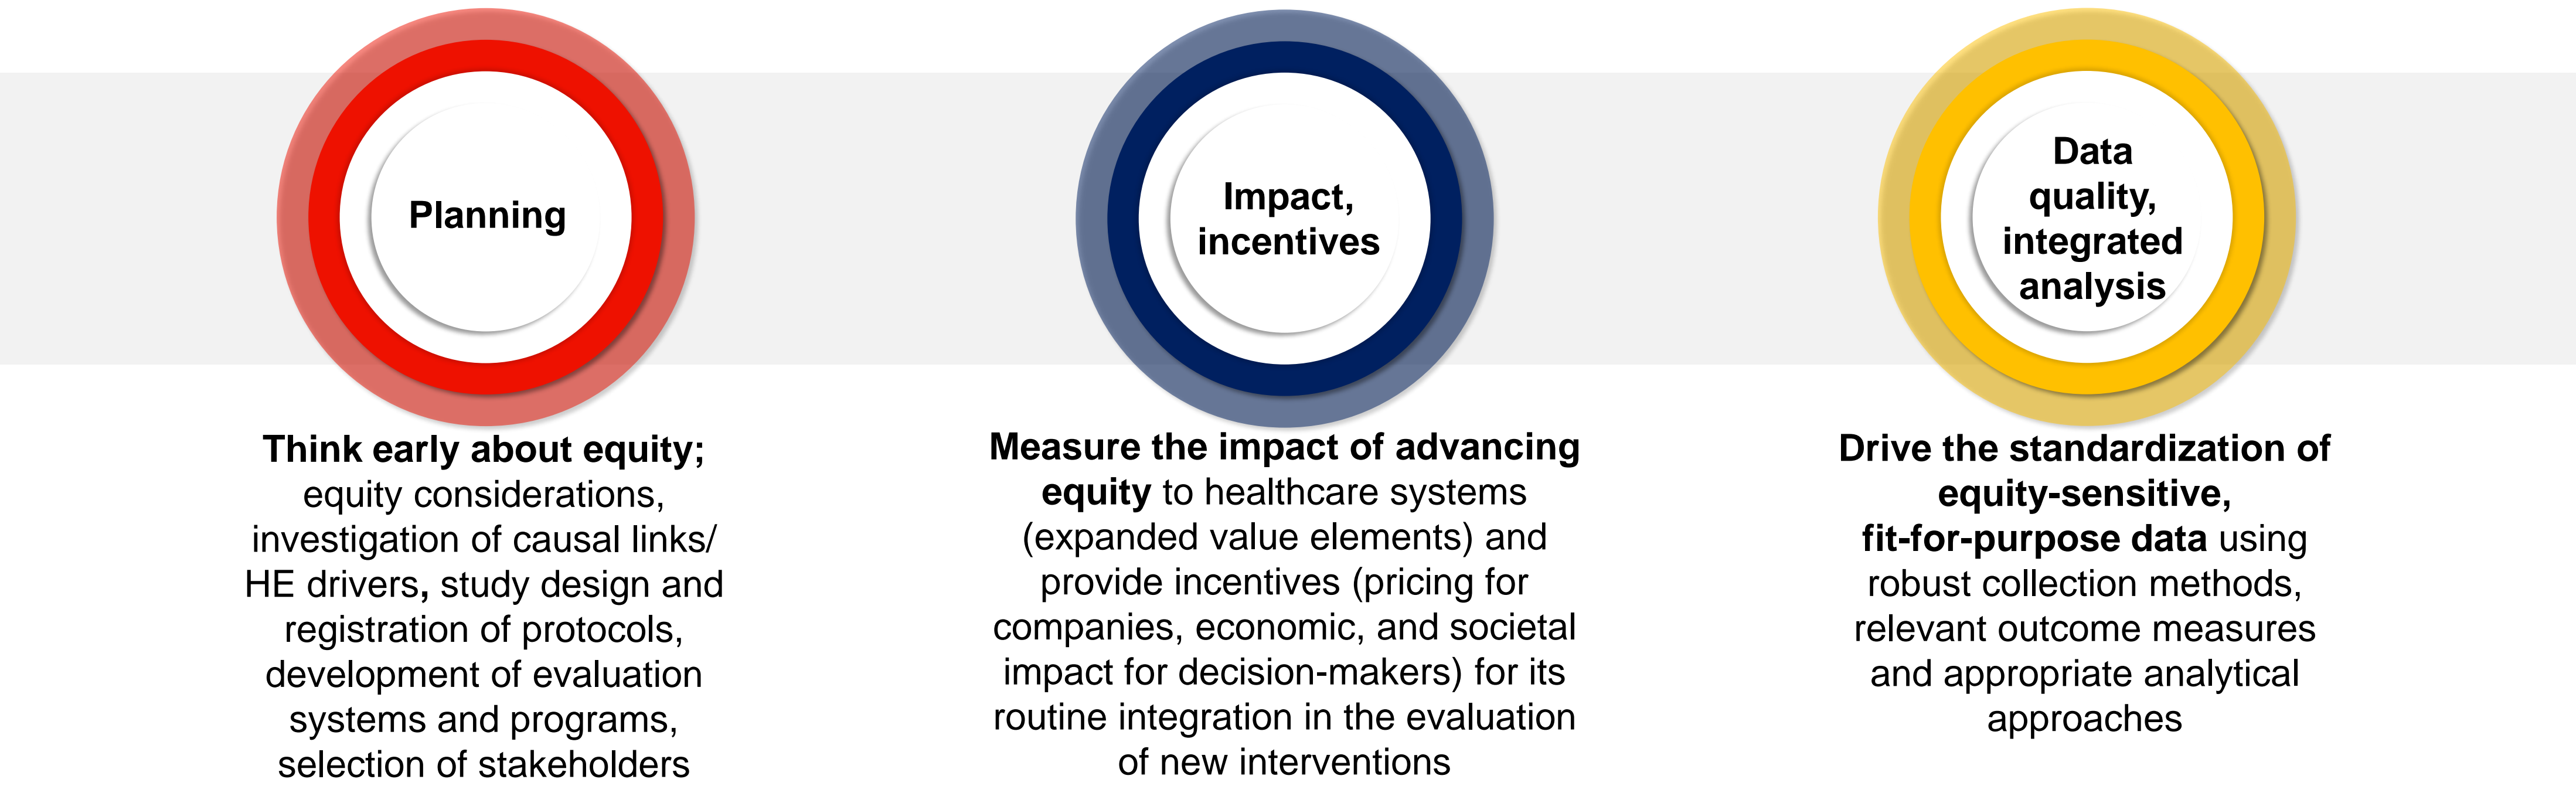 Planning
Think early about equity;
equity considerations,
investigation of causal links/
HE drivers, study design and
registration of protocols,
development of evaluation
systems and programs,
selection of stakeholders
Impact,
incentives
Measure the impact of advancing
equity to healthcare systems
(expanded value elements) and
provide incentives (pricing for
companies, economic, and societal
impact for decision-makers) for its
routine integration in the evaluation
of new interventions
Data
quality,
integrated
analysis
Drive the standardization of
equity-sensitive,
fit-for-purpose data using
robust collection methods,
relevant outcome measures
and appropriate analytical
approaches